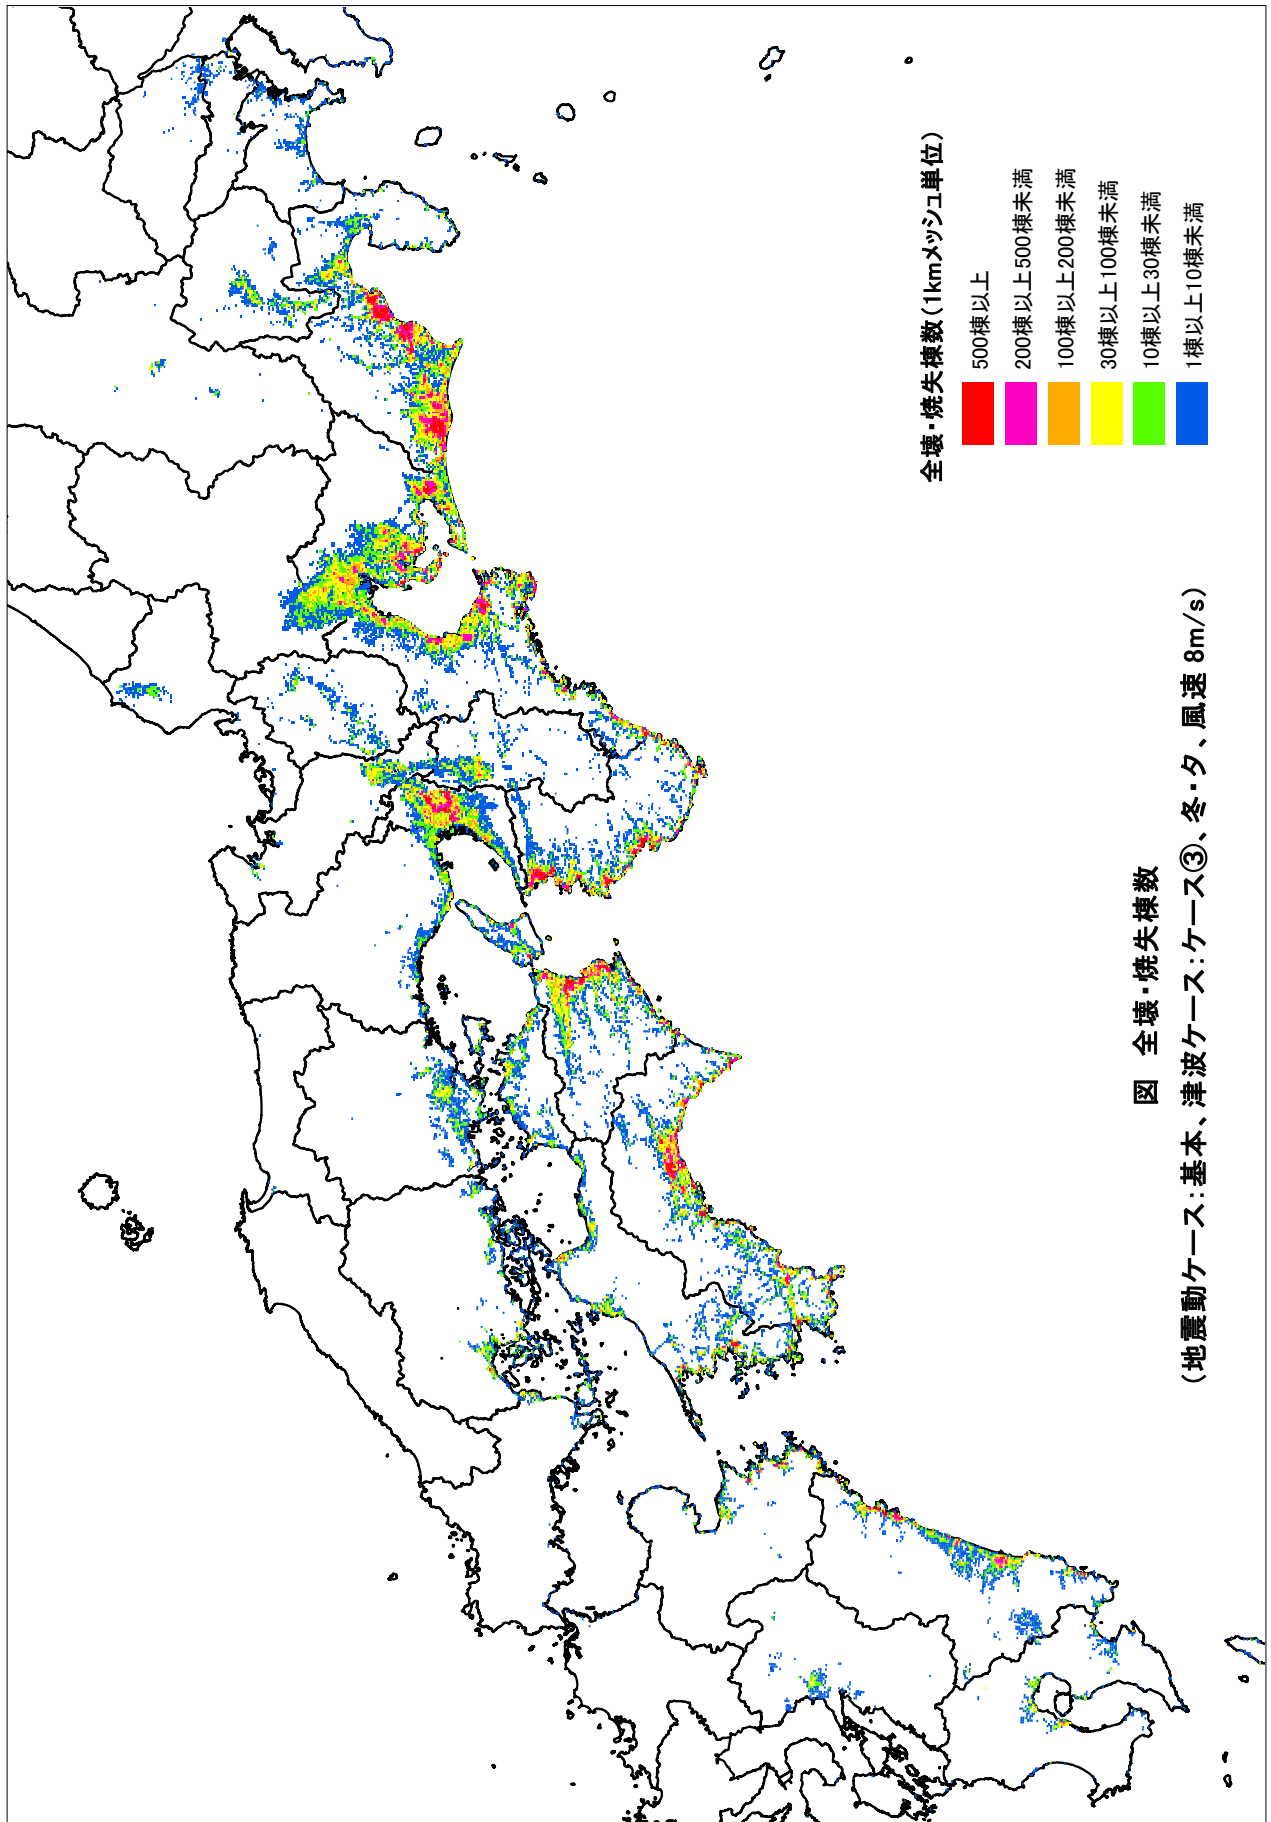 全壊・焼失棟数(1kmメッシュ単位)
500棟以上
200棟以上500棟未満
100棟以上200棟未満
30棟以上100棟未満
10棟以上30棟未満
1棟以上10棟未満
図 全壊・焼失棟数
(地震動ケース:基本、津波ケース:ケース③、冬・夕、風速 8m/s)